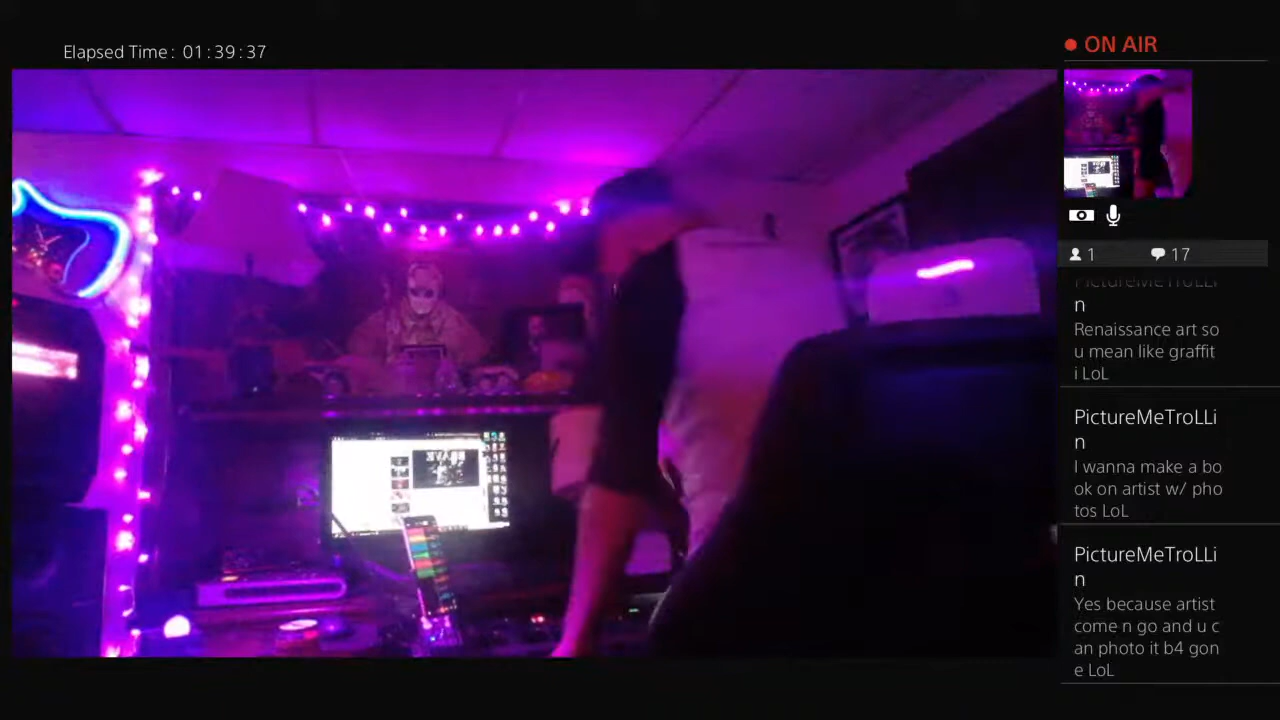 Elapsed Time: 01:39:37
ON AIR
1 17
n
Renaissance art so
u mean like graffit
i LoL
PictureMeTroLLi
n
I wanna make a bo
ok on artist w/ pho
tos LoL
PictureMeTroLLi
n
Yes because artist
come n go and u c
an photo it b4 gon
e LoL